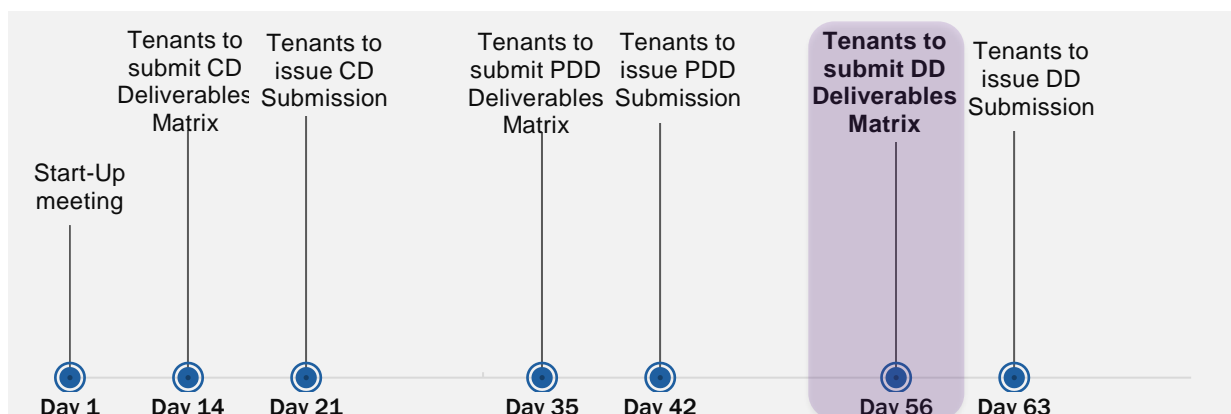 Start-Up
meeting
Tenants to
submit CD
Deliverables
Matrix
Tenants to
issue CD
Submission
Tenants to
submit PDD
Deliverables
Matrix
Tenants to
issue PDD
Submission
Tenants to
submit DD
Deliverables
Matrix
Tenants to
issue DD
Submission
Day 1
Day 14
Day 21
Day 35
Day 42
Day 56
Day 63